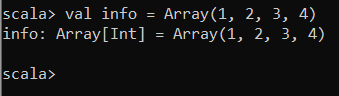 scala> val info = Array(1, 2, 3, 4)
info: Array[Int] = Array(1, 2, 3, 4)
scala>